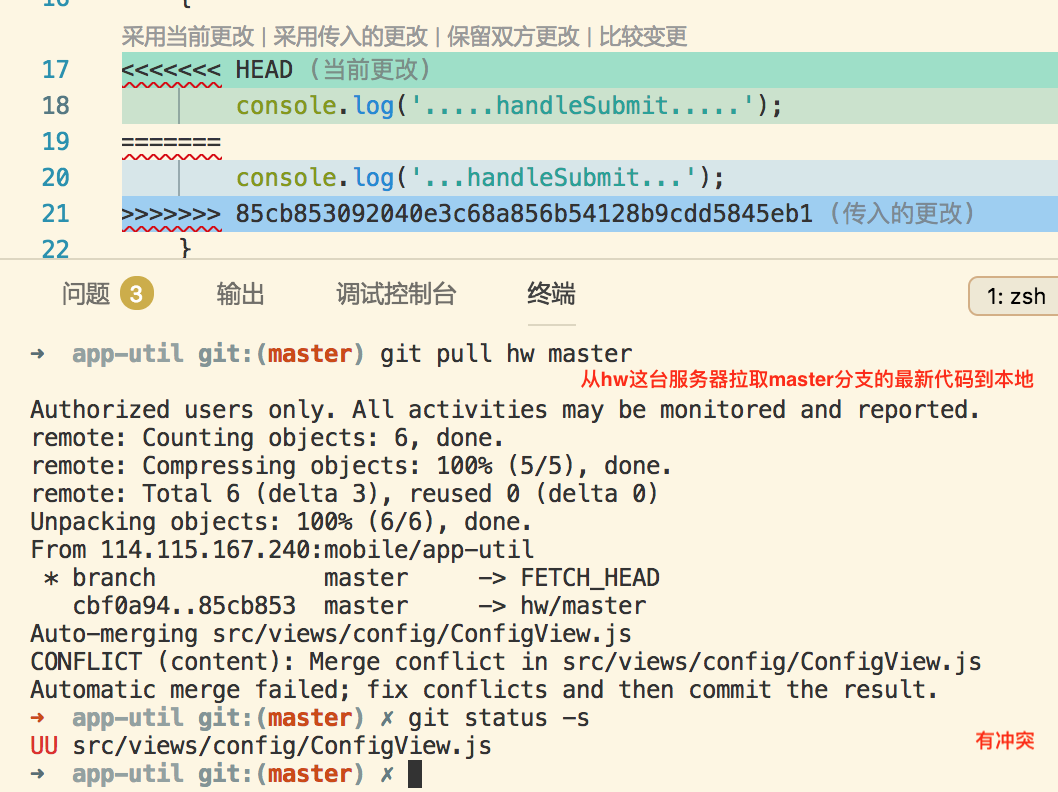 16 {
采用当前更改 | 采用传入的更改 | 保留双方更改 | 比较变更
17 <<<<<<< HEAD (当前更改)
18 console.log('.....handleSubmit.....');
19 =======
20 console.log('...handleSubmit...');
21 >>>>>>> 85cb853092040e3c68a856b54128b9cdd5845eb1 (传入的更改)
22 }
问题 3 输出 调试控制台 终端 1: zsh
➜ app-util git:(master) git pull hw master
从hw这台服务器拉取master分支的最新代码到本地
Authorized users only. All activities may be monitored and reported.
remote: Counting objects: 6, done.
remote: Compressing objects: 100% (5/5), done.
remote: Total 6 (delta 3), reused 0 (delta 0)
Unpacking objects: 100% (6/6), done.
From 114.115.167.240:mobile/app-util
* branch master -> FETCH_HEAD
cbf0a94..85cb853 master -> hw/master
Auto-merging src/views/config/ConfigView.js
CONFLICT (content): Merge conflict in src/views/config/ConfigView.js
Automatic merge failed; fix conflicts and then commit the result.
➜ app-util git:(master) ✗ git status -s
UU src/views/config/ConfigView.js 有冲突
➜ app-util git:(master) ✗